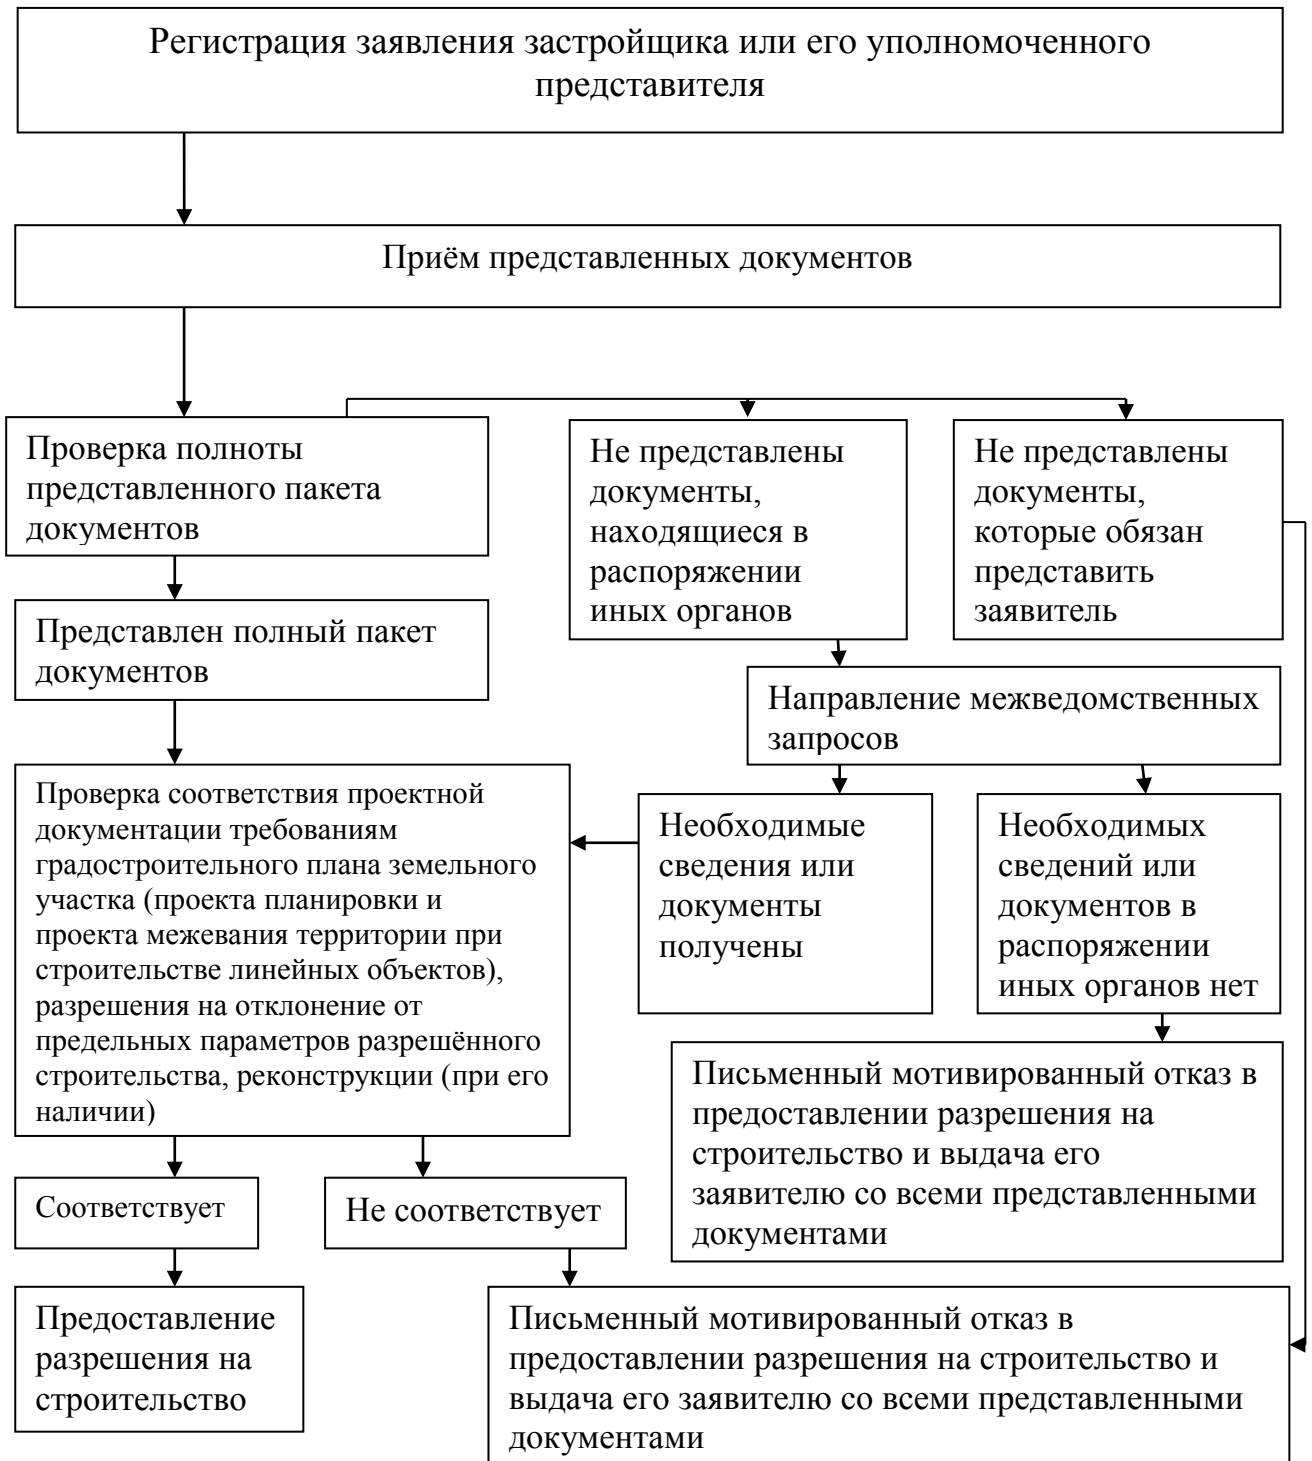 Регистрация заявления застройщика или его уполномоченного
представителя
Приём представленных документов
Проверка полноты
представленного пакета
документов
Не представлены
документы,
находящиеся в
распоряжении
иных органов
Не представлены
документы,
которые обязан
представить
заявитель
Представлен полный пакет
документов
Направление межведомственных
запросов
Проверка соответствия проектной
документации требованиям
градостроительного плана земельного
участка (проекта планировки и
проекта межевания территории при
строительстве линейных объектов),
разрешения на отклонение от
предельных параметров разрешённого
строительства, реконструкции (при его
наличии)
Необходимые
сведения или
документы
получены
Необходимых
сведений или
документов в
распоряжении
иных органов нет
Письменный мотивированный отказ в
предоставлении разрешения на
строительство и выдача его
заявителю со всеми представленными
документами
Соответствует
Не соответствует
Предоставление
разрешения на
строительство
Письменный мотивированный отказ в
предоставлении разрешения на строительство и
выдача его заявителю со всеми представленными
документами